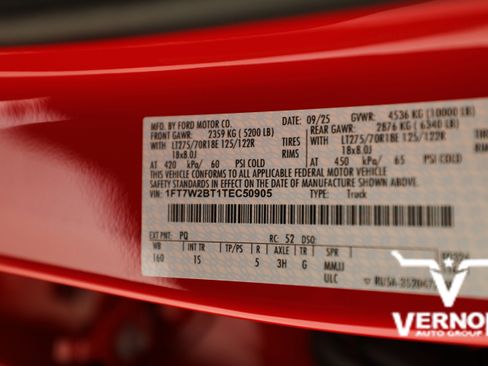 MFD. BY FORD MOTOR CO. DATE: 09/25 GVWR: 4536 KG (10000 LB)
FRONT GAWR: 2359 KG (5200 LB) REAR GAWR: 2876 KG (6340 LB)
WITH LT275/70R18E 125/122R TIRES WITH LT275/70R18E 125/122R TIRES
18x8.0J RIMS 18x8.0J RIMS
AT 420 kPa/ 60 PSI COLD AT 450 kPa/ 65 PSI COLD
THIS VEHICLE CONFORMS TO ALL APPLICABLE FEDERAL MOTOR VEHICLE
SAFETY STANDARDS IN EFFECT ON THE DATE OF MANUFACTURE SHOWN ABOVE.
VIN: 1FT7W2BT1TEC50905 TYPE: Truck
EXT PNT: PQ RC: 52 DSO:
WB INT TR TP/PS R AXLE TR SPR
160 1S 5 3H G MMJJ
ULC
VERNO
AUTO GROUP